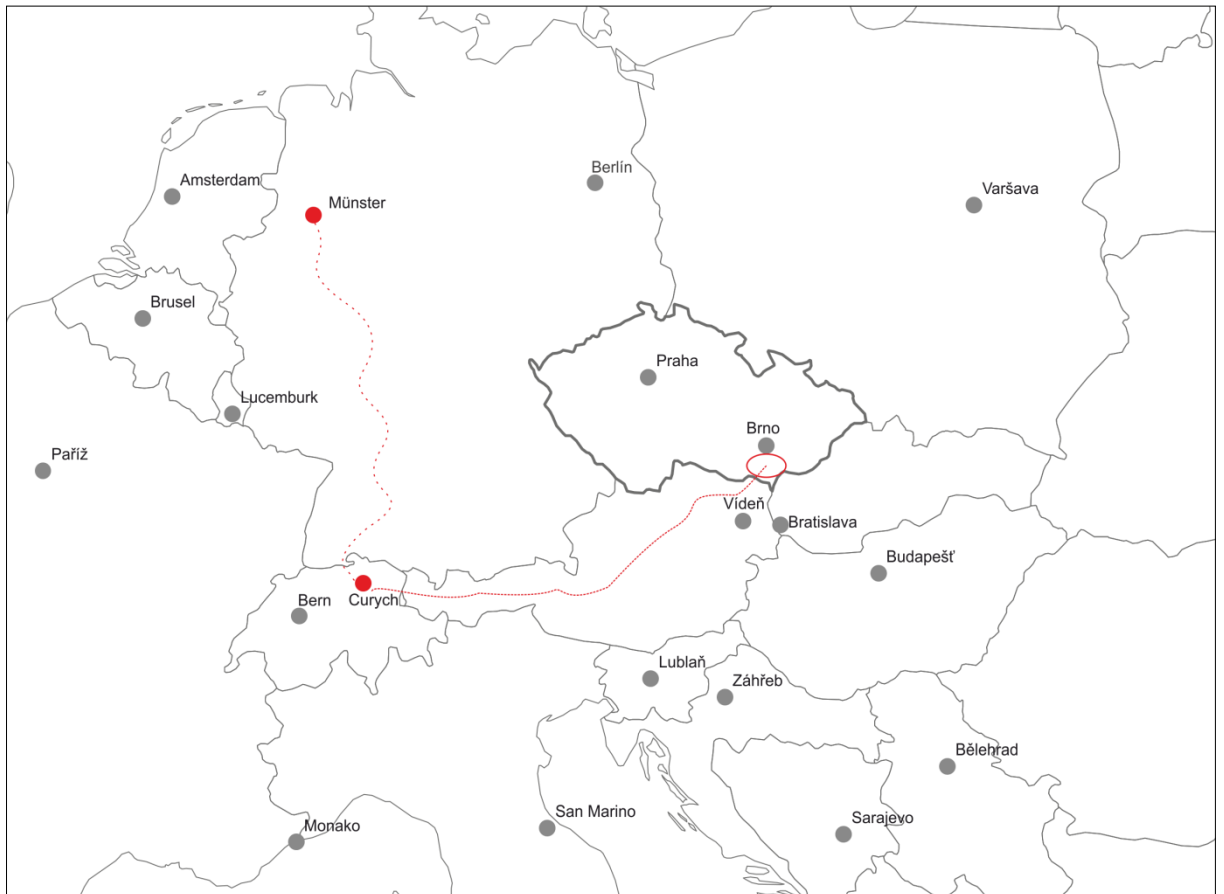 Berlín
Amsterdam
Varšava
Münster
Brusel
Praha
Lucemburk
Brno
Paříž
Vídeň
Bratislava
Budapešť
Bern
Curych
Lublaň
Záhřeb
Bělehrad
San Marino
Sarajevo
Monako